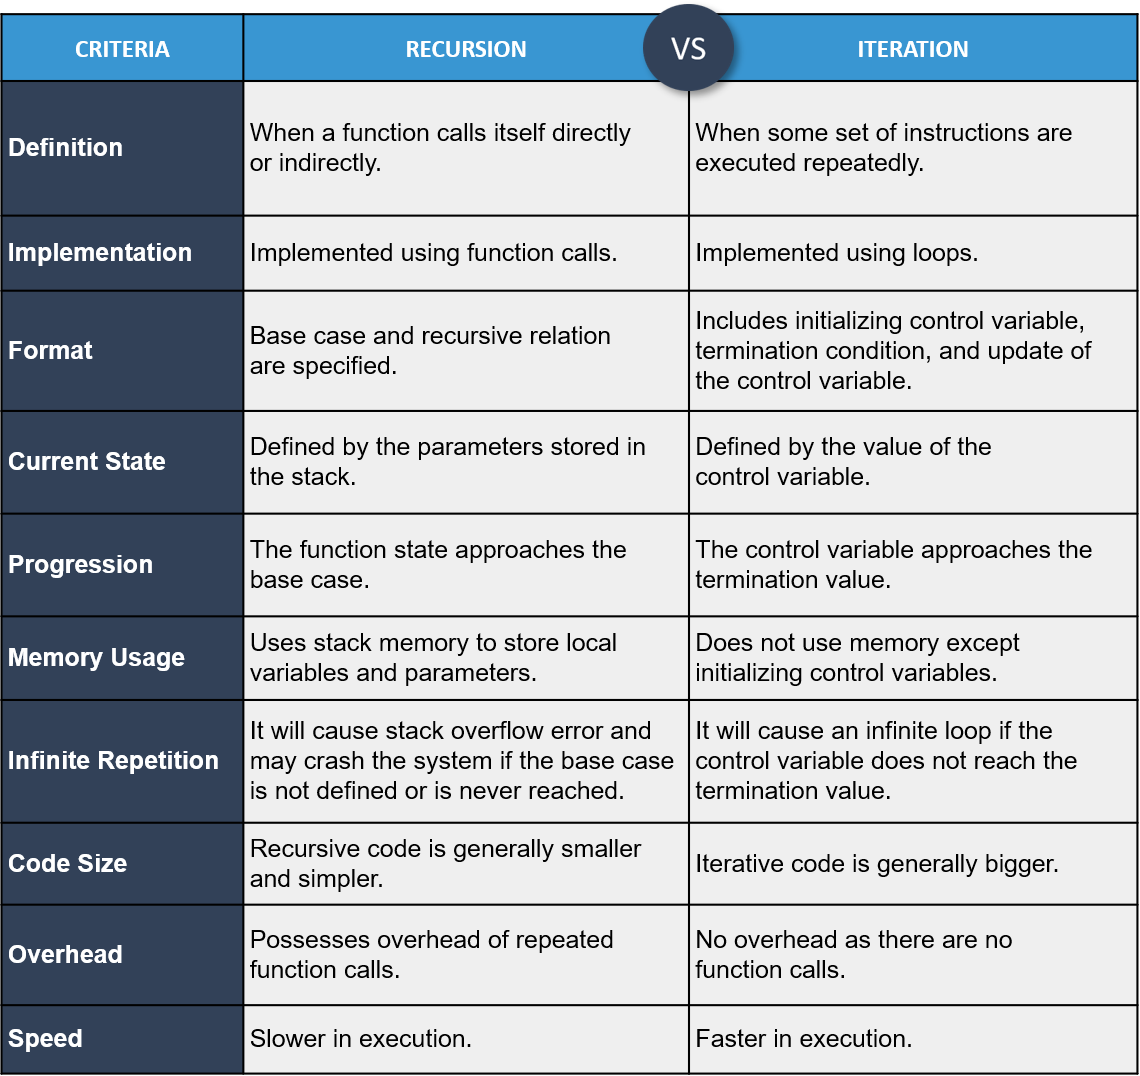 CRITERIA
RECURSION
VS
ITERATION
Definition
When a function calls itself directly
or indirectly.
When some set of instructions are
executed repeatedly.
Implementation
Implemented using function calls.
Implemented using loops.
Format
Base case and recursive relation
are specified.
Includes initializing control variable,
termination condition, and update of
the control variable.
Current State
Defined by the parameters stored in
the stack.
Defined by the value of the
control variable.
Progression
The function state approaches the
base case.
The control variable approaches the
termination value.
Memory Usage
Uses stack memory to store local
variables and parameters.
Does not use memory except
initializing control variables.
Infinite Repetition
It will cause stack overflow error and
may crash the system if the base case
is not defined or is never reached.
It will cause an infinite loop if the
control variable does not reach the
termination value.
Code Size
Recursive code is generally smaller
and simpler.
Iterative code is generally bigger.
Overhead
Possesses overhead of repeated
function calls.
No overhead as there are no
function calls.
Speed
Slower in execution.
Faster in execution.